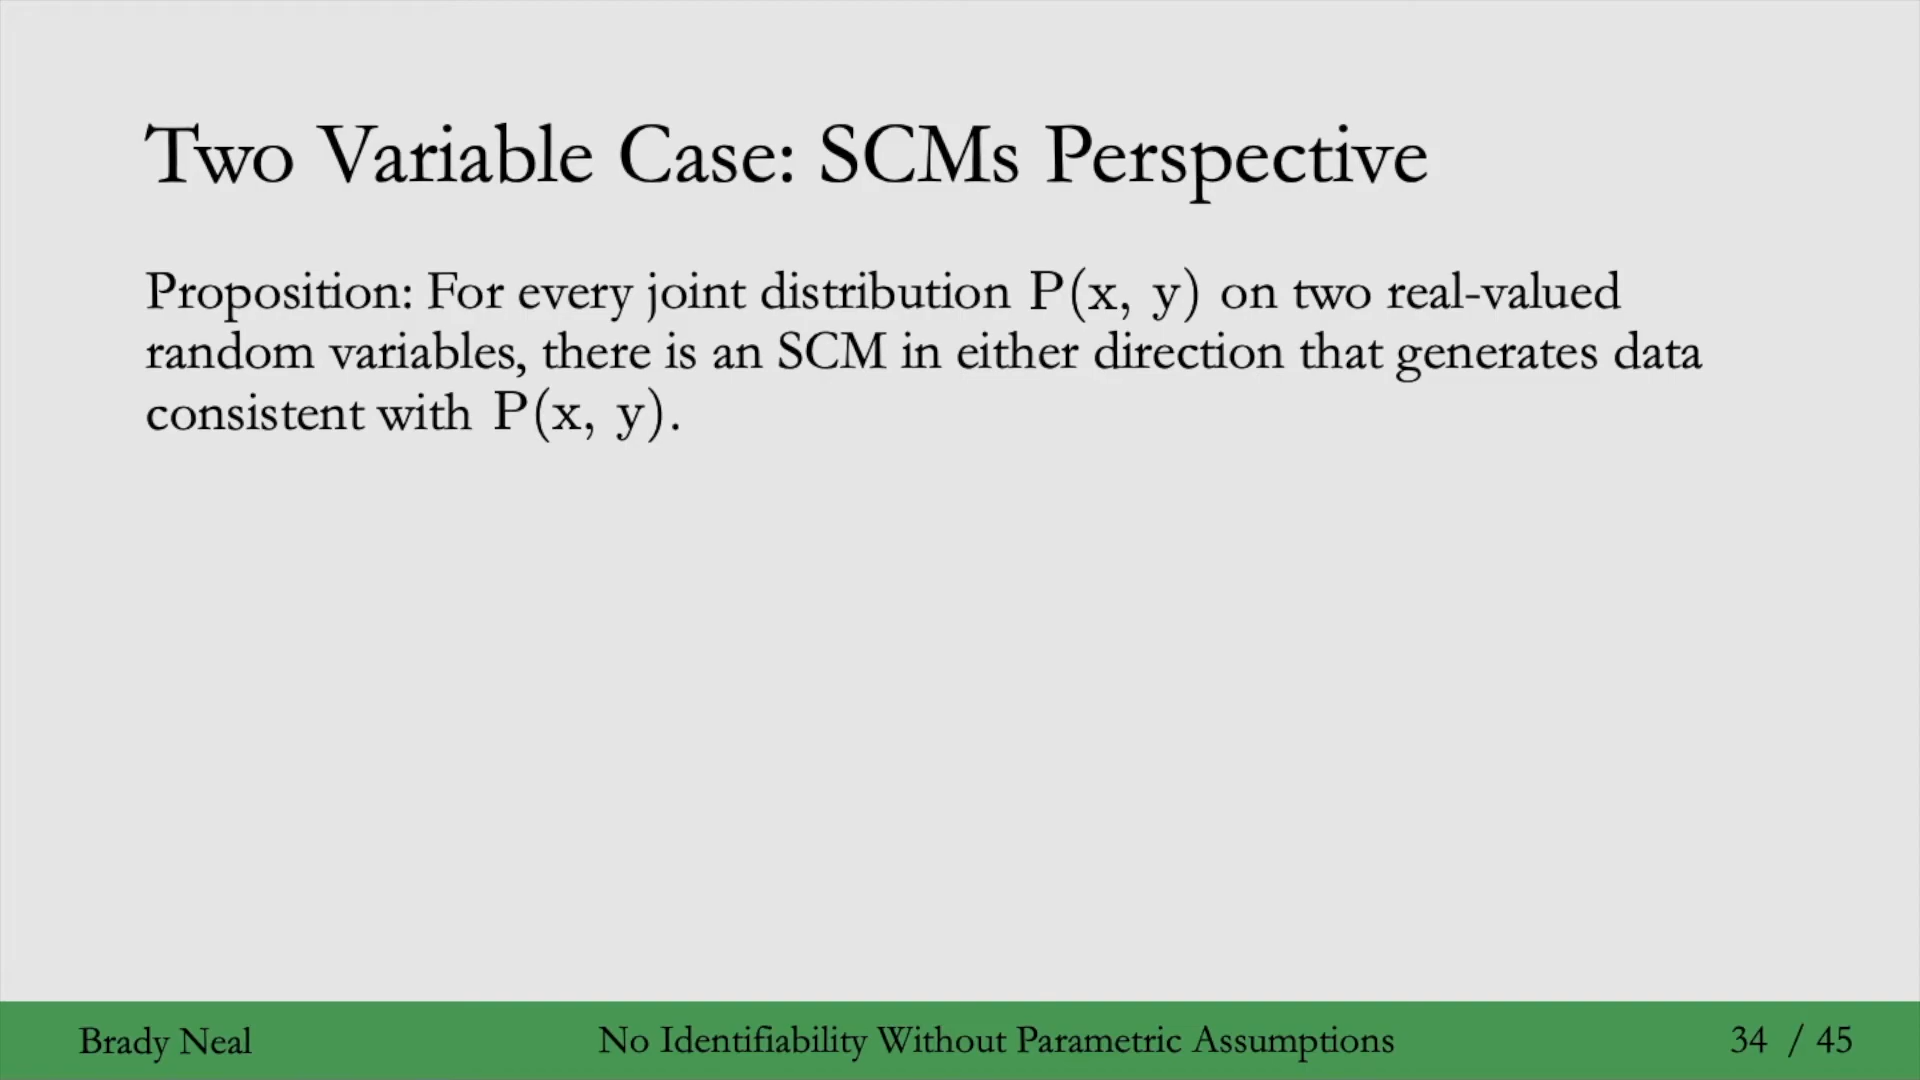 Two Variable Case: SCMs Perspective
Proposition: For every joint distribution P(x, y) on two real-valued
random variables, there is an SCM in either direction that generates data
consistent with P(x, y).
Brady Neal
No Identifiability Without Parametric Assumptions
34 / 45